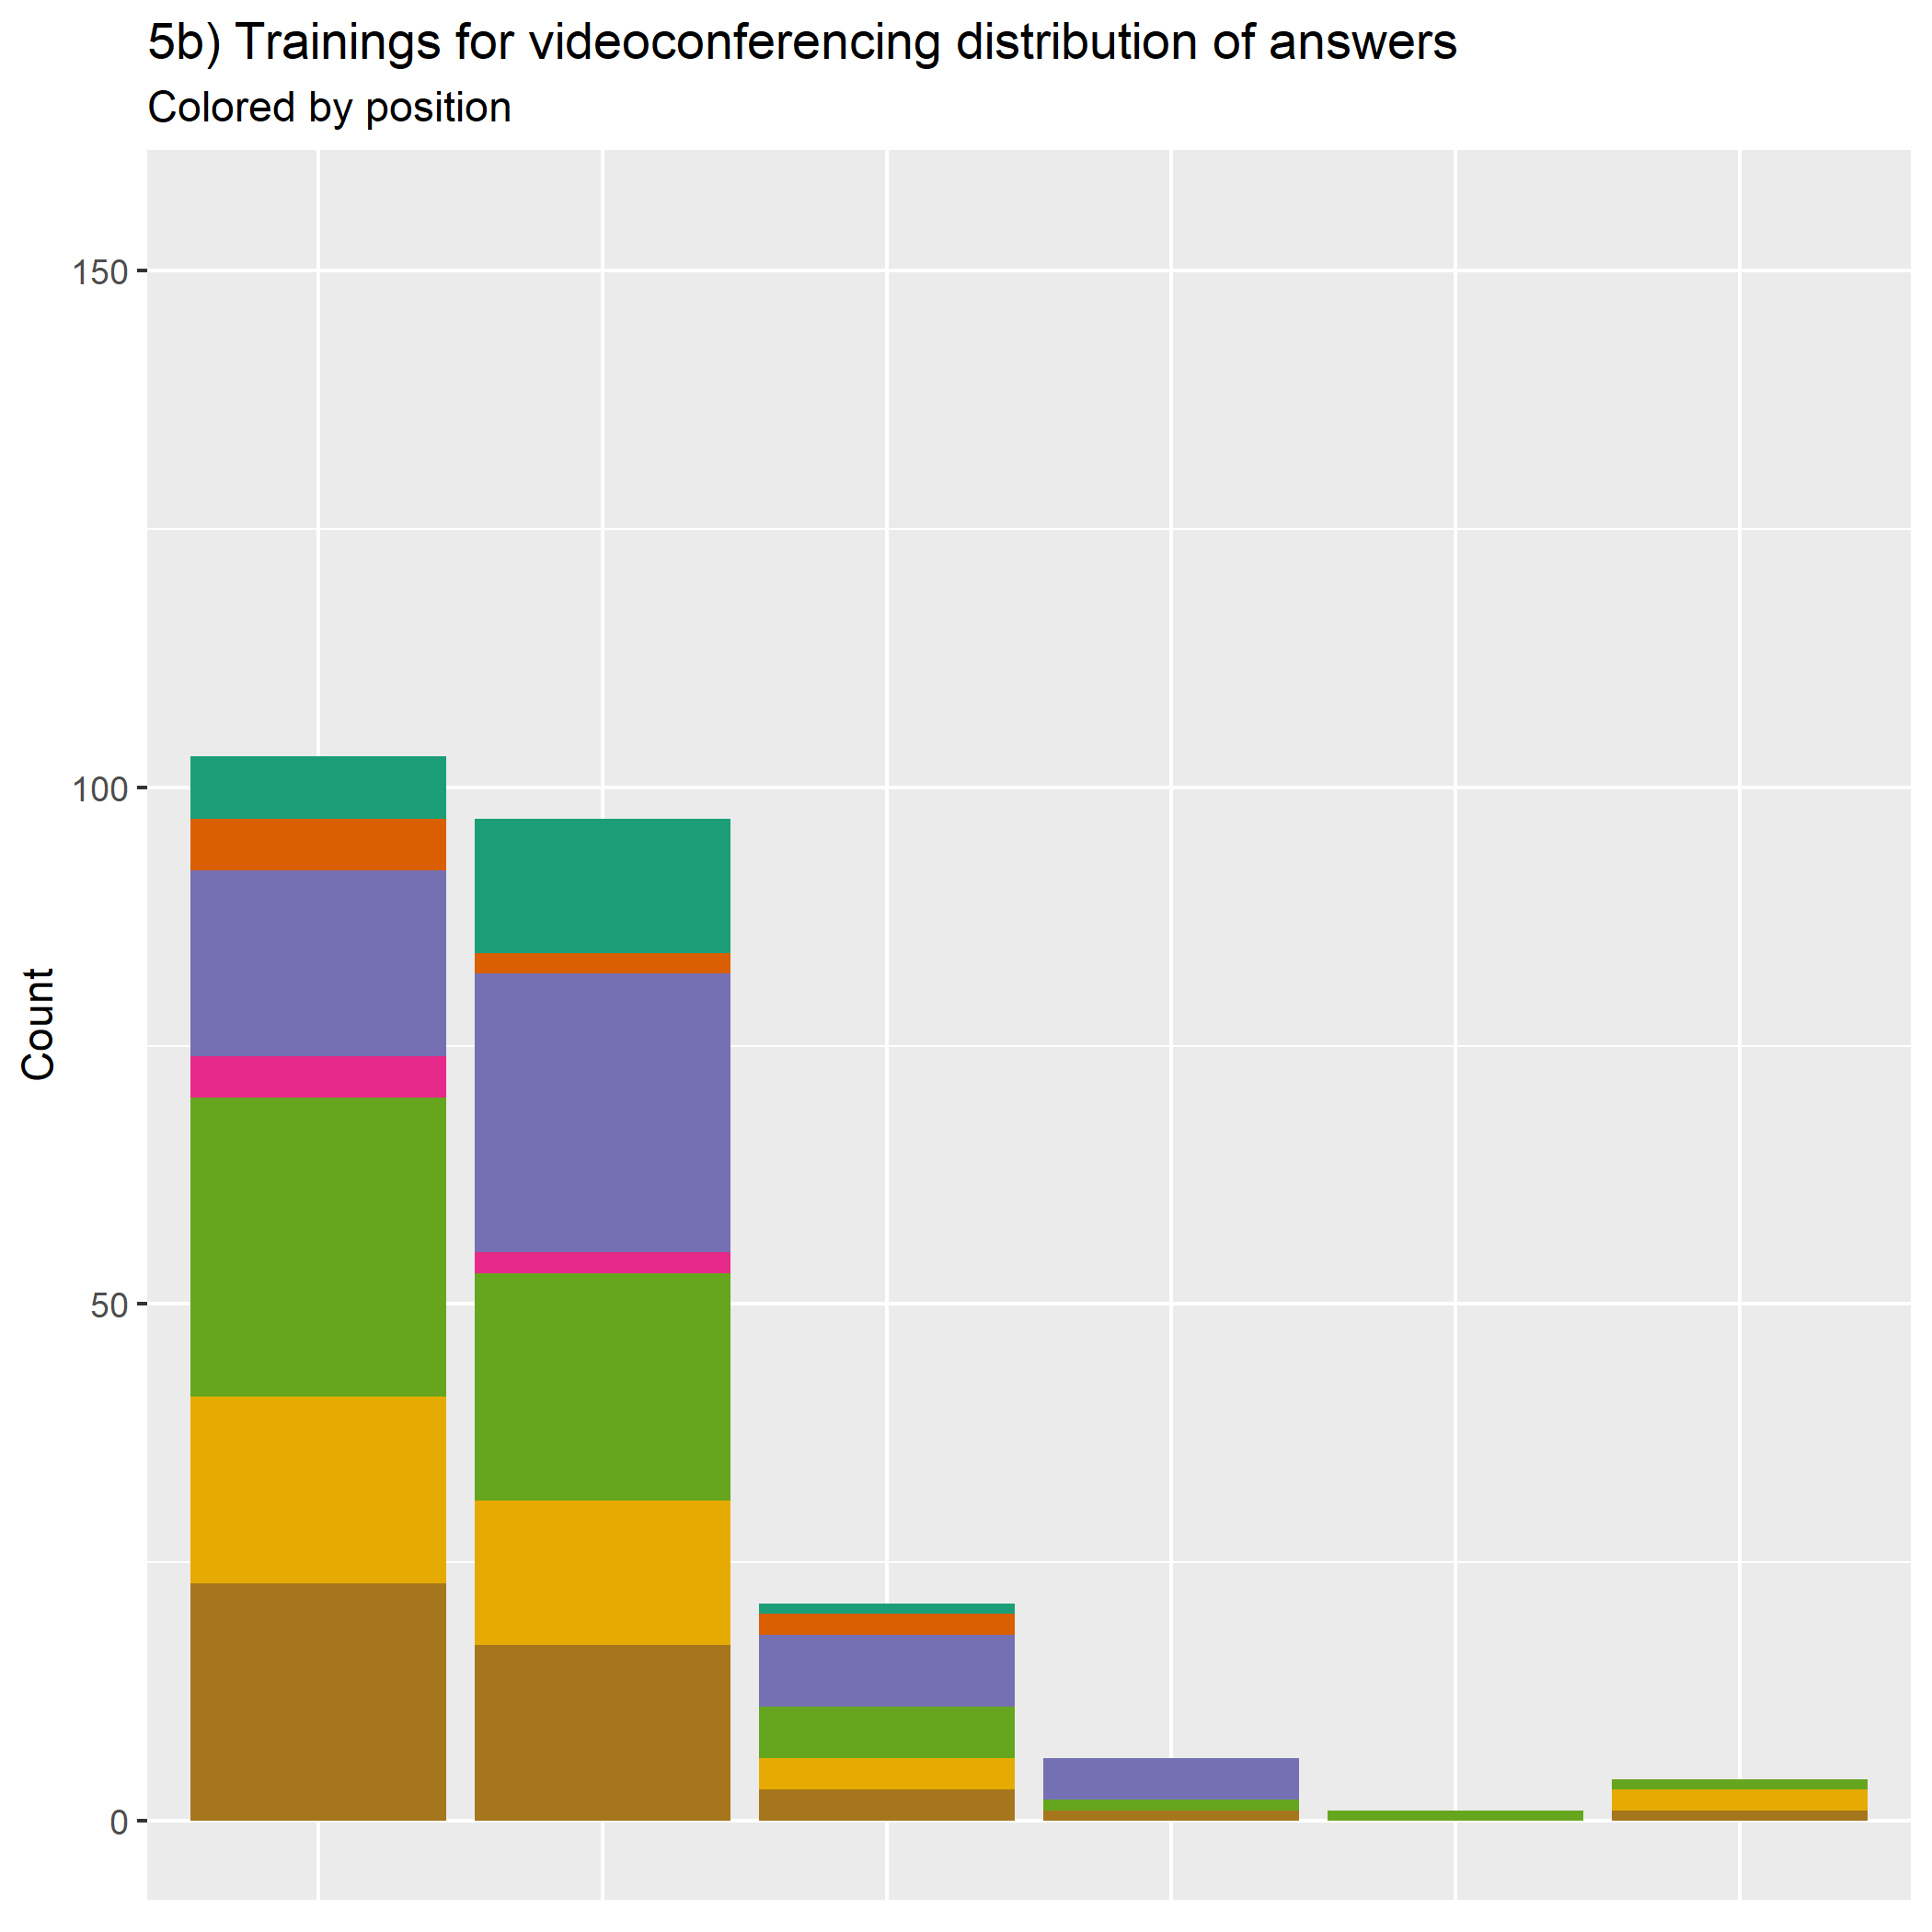 5b) Trainings for videoconferencing distribution of answers
Colored by position
150
100
50
0
Count